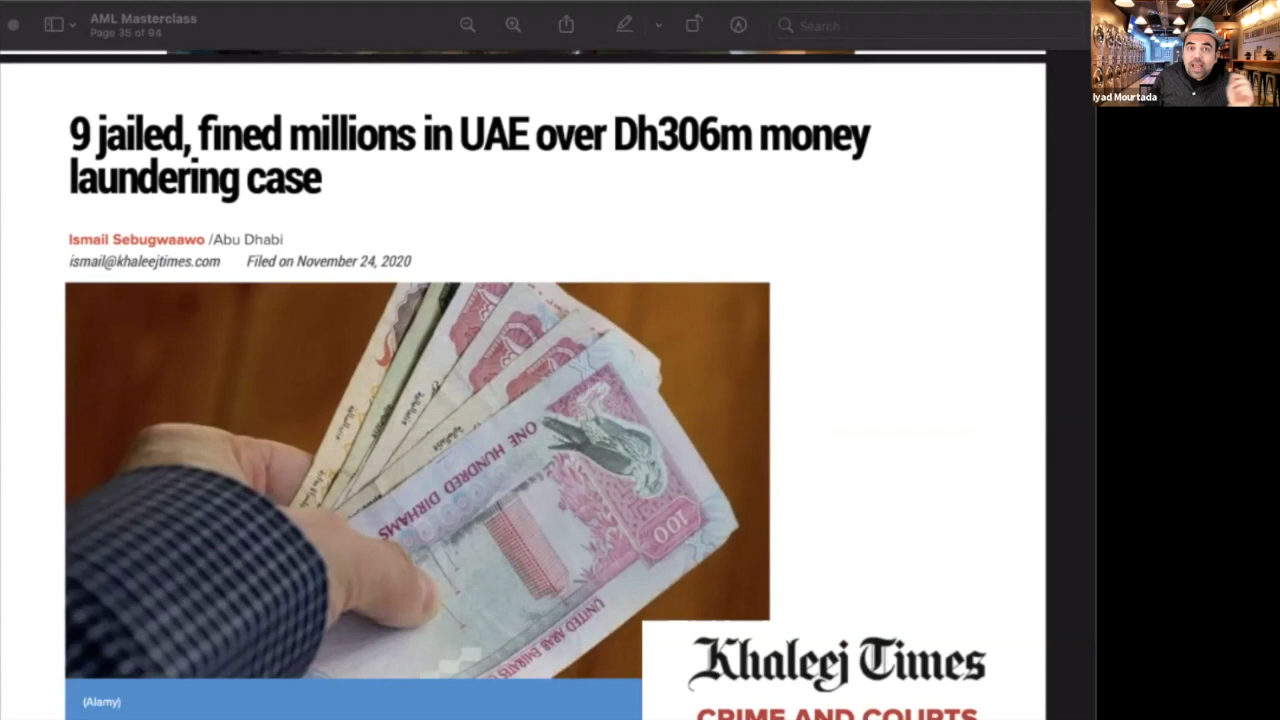 AML Masterclass
Page 35 of 94
Search
Iyad Mourtada
9 jailed, fined millions in UAE over Dh306m money
laundering case
Ismail Sebugwaawo /Abu Dhabi
ismail@khaleejtimes.com Filed on November 24, 2020
ONE HUNDRED DIRHAMS
100
UNITED ARAB EMIRATES
(Alamy)
Khaleej Times
CRIME AND COURTS